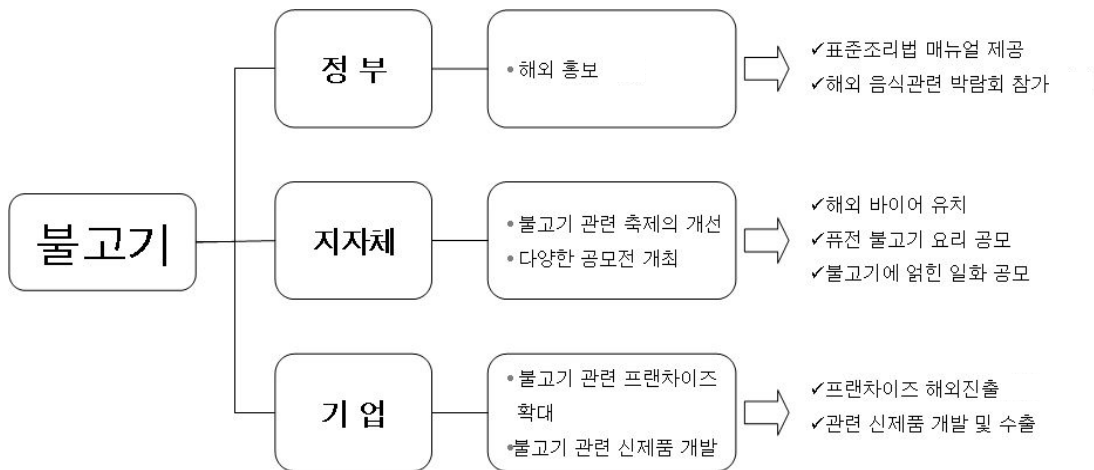 불고기
정 부
• 해외 홍보
✓표준조리법 매뉴얼 제공
✓해외 음식관련 박람회 참가
지자체
• 불고기 관련 축제의 개선
• 다양한 공모전 개최
✓해외 바이어 유치
✓퓨전 불고기 요리 공모
✓불고기에 얽힌 일화 공모
기 업
• 불고기 관련 프랜차이즈
확대
•불고기 관련 신제품 개발
✓프랜차이즈 해외진출
✓관련 신제품 개발 및 수출